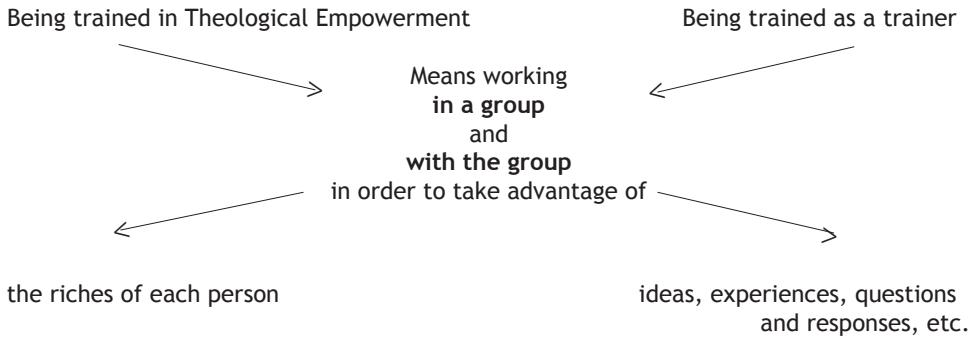 Being trained in Theological Empowerment
Being trained as a trainer
Means working
in a group
and
with the group
in order to take advantage of
the riches of each person
ideas, experiences, questions
and responses, etc.